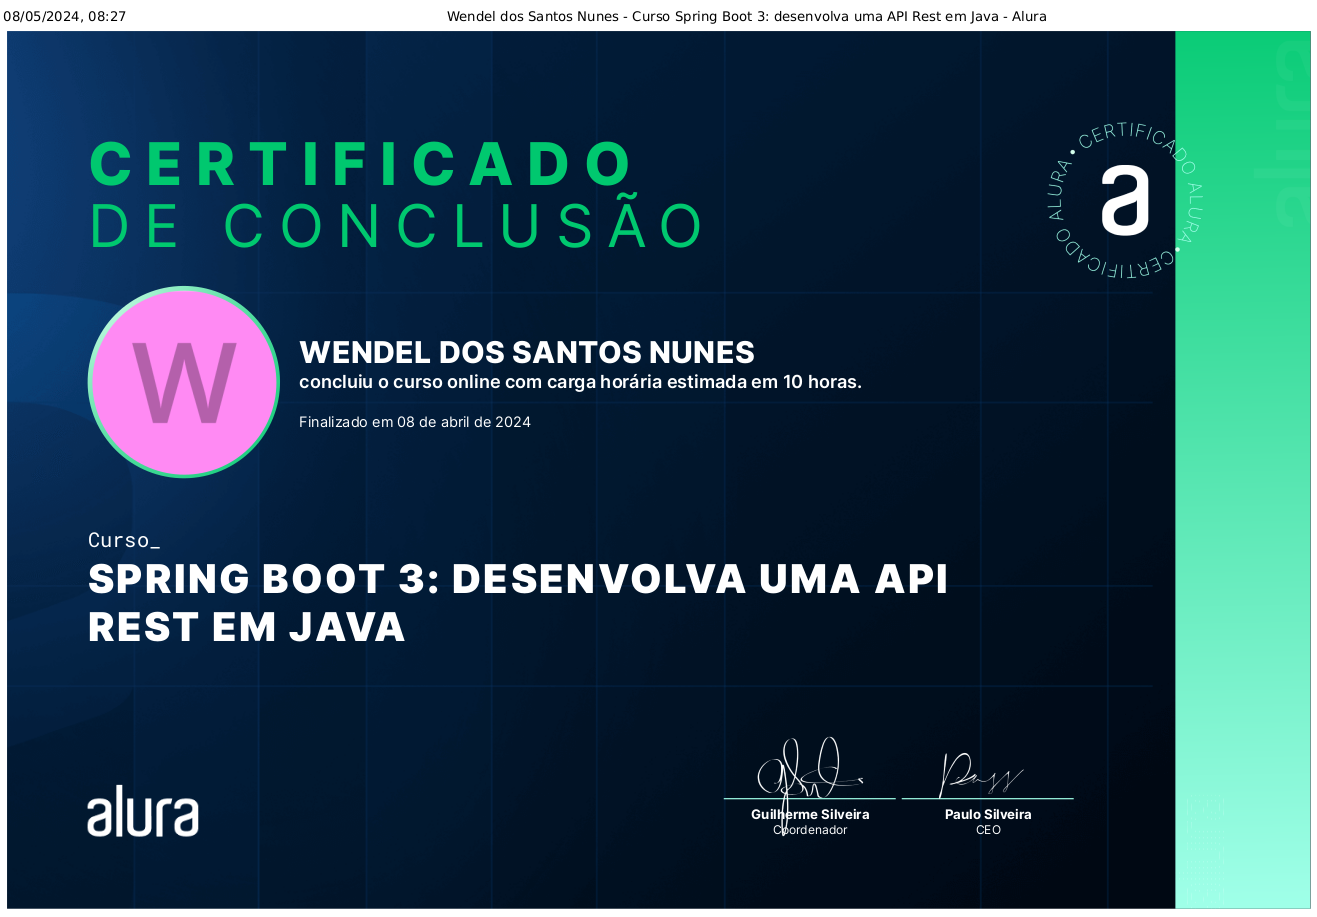 08/05/2024, 08:27
Wendel dos Santos Nunes - Curso Spring Boot 3: desenvolva uma API Rest em Java - Alura
CERTIFICADO
DE CONCLUSÃO
CERTIFICADO ALURA • CERTIFICADO ALURA •
a
alura
W
WENDEL DOS SANTOS NUNES
concluiu o curso online com carga horária estimada em 10 horas.
Finalizado em 08 de abril de 2024
Curso_
SPRING BOOT 3: DESENVOLVA UMA API
REST EM JAVA
alura
Guilherme Silveira
Coordenador
Paulo Silveira
CEO